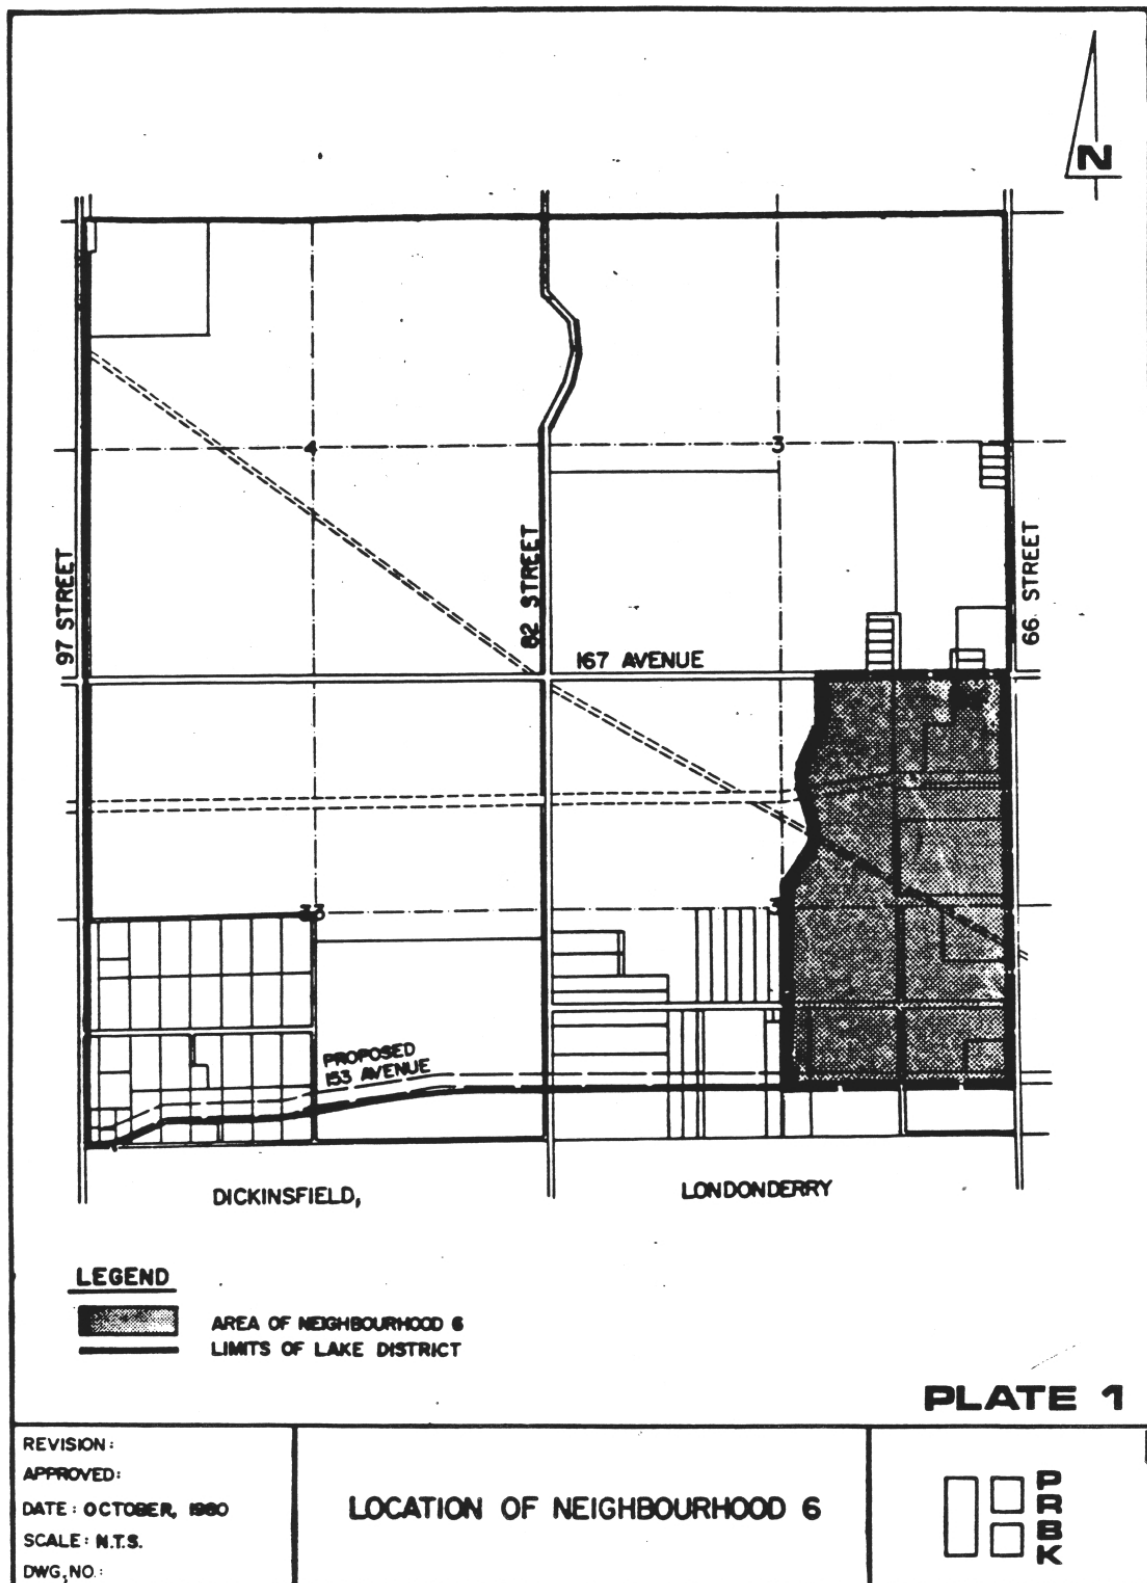 N
4
3
97 STREET
82 STREET
66 STREET
167 AVENUE
33
PROPOSED
153 AVENUE
DICKINSFIELD,
LONDONDERRY
LEGEND
AREA OF NEIGHBOURHOOD 6
LIMITS OF LAKE DISTRICT
PLATE 1
REVISION:
APPROVED:
DATE: OCTOBER, 1980
SCALE: N.T.S.
DWG, NO.:
LOCATION OF NEIGHBOURHOOD 6
P
R
B
K